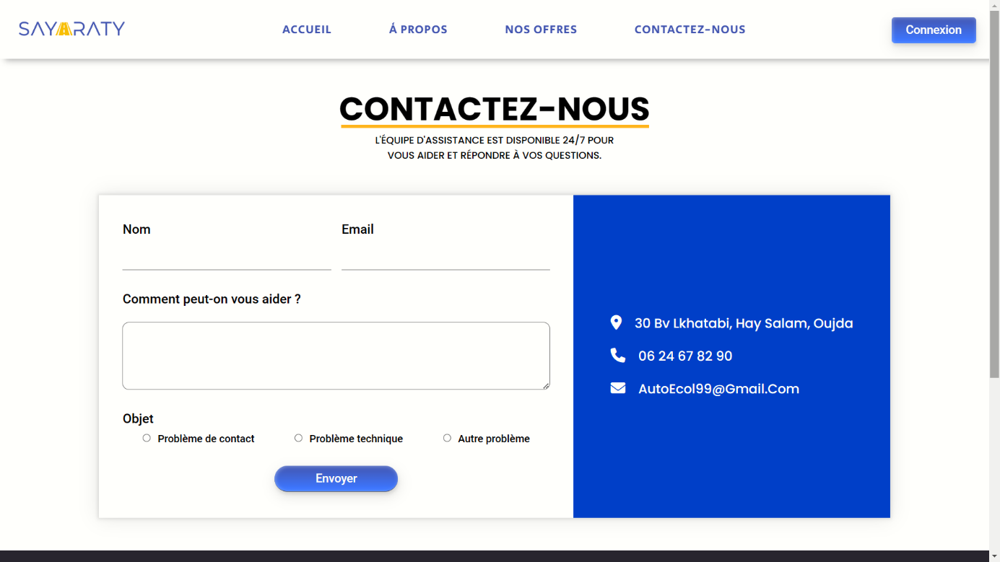 SAYARATY
ACCUEIL
Á PROPOS
NOS OFFRES
CONTACTEZ-NOUS
Connexion
CONTACTEZ-NOUS
L'ÉQUIPE D'ASSISTANCE EST DISPONIBLE 24/7 POUR
VOUS AIDER ET RÉPONDRE À VOS QUESTIONS.
Nom
Email
Comment peut-on vous aider ?
Objet
Problème de contact
Problème technique
Autre problème
Envoyer
30 Bv Lkhatabi, Hay Salam, Oujda
06 24 67 82 90
AutoEcol99@Gmail.Com